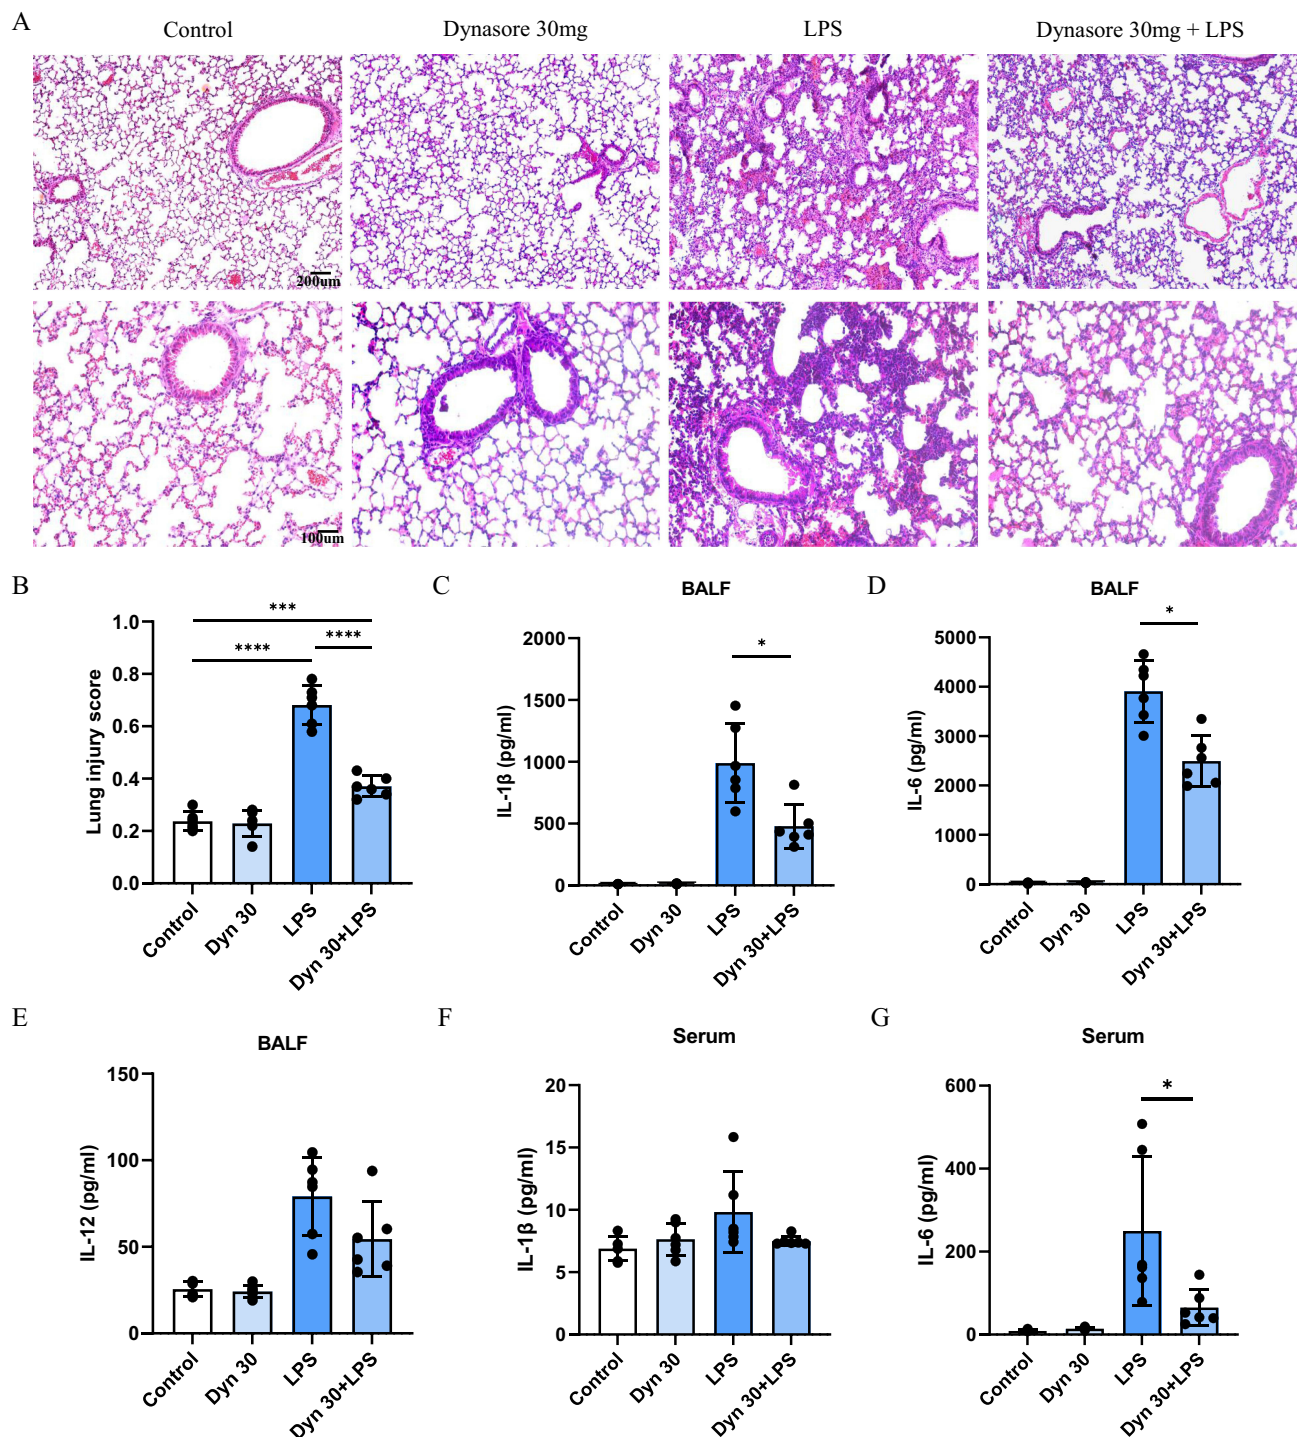 A
Control
Dynasore 30mg
LPS
Dynasore 30mg + LPS
200um
100um
B
***
****
****
Lung injury score
1.0
0.8
0.6
0.4
0.2
0.0
Control
Dyn 30
LPS
Dyn 30+LPS
C
BALF
*
IL-1β (pg/ml)
2000
1500
1000
500
0
Control
Dyn 30
LPS
Dyn 30+LPS
D
BALF
*
IL-6 (pg/ml)
5000
4000
3000
2000
1000
0
Control
Dyn 30
LPS
Dyn 30+LPS
E
BALF
IL-12 (pg/ml)
150
100
50
0
Control
Dyn 30
LPS
Dyn 30+LPS
F
Serum
IL-1β (pg/ml)
20
15
10
5
0
Control
Dyn 30
LPS
Dyn 30+LPS
G
Serum
*
IL-6 (pg/ml)
600
400
200
0
Control
Dyn 30
LPS
Dyn 30+LPS